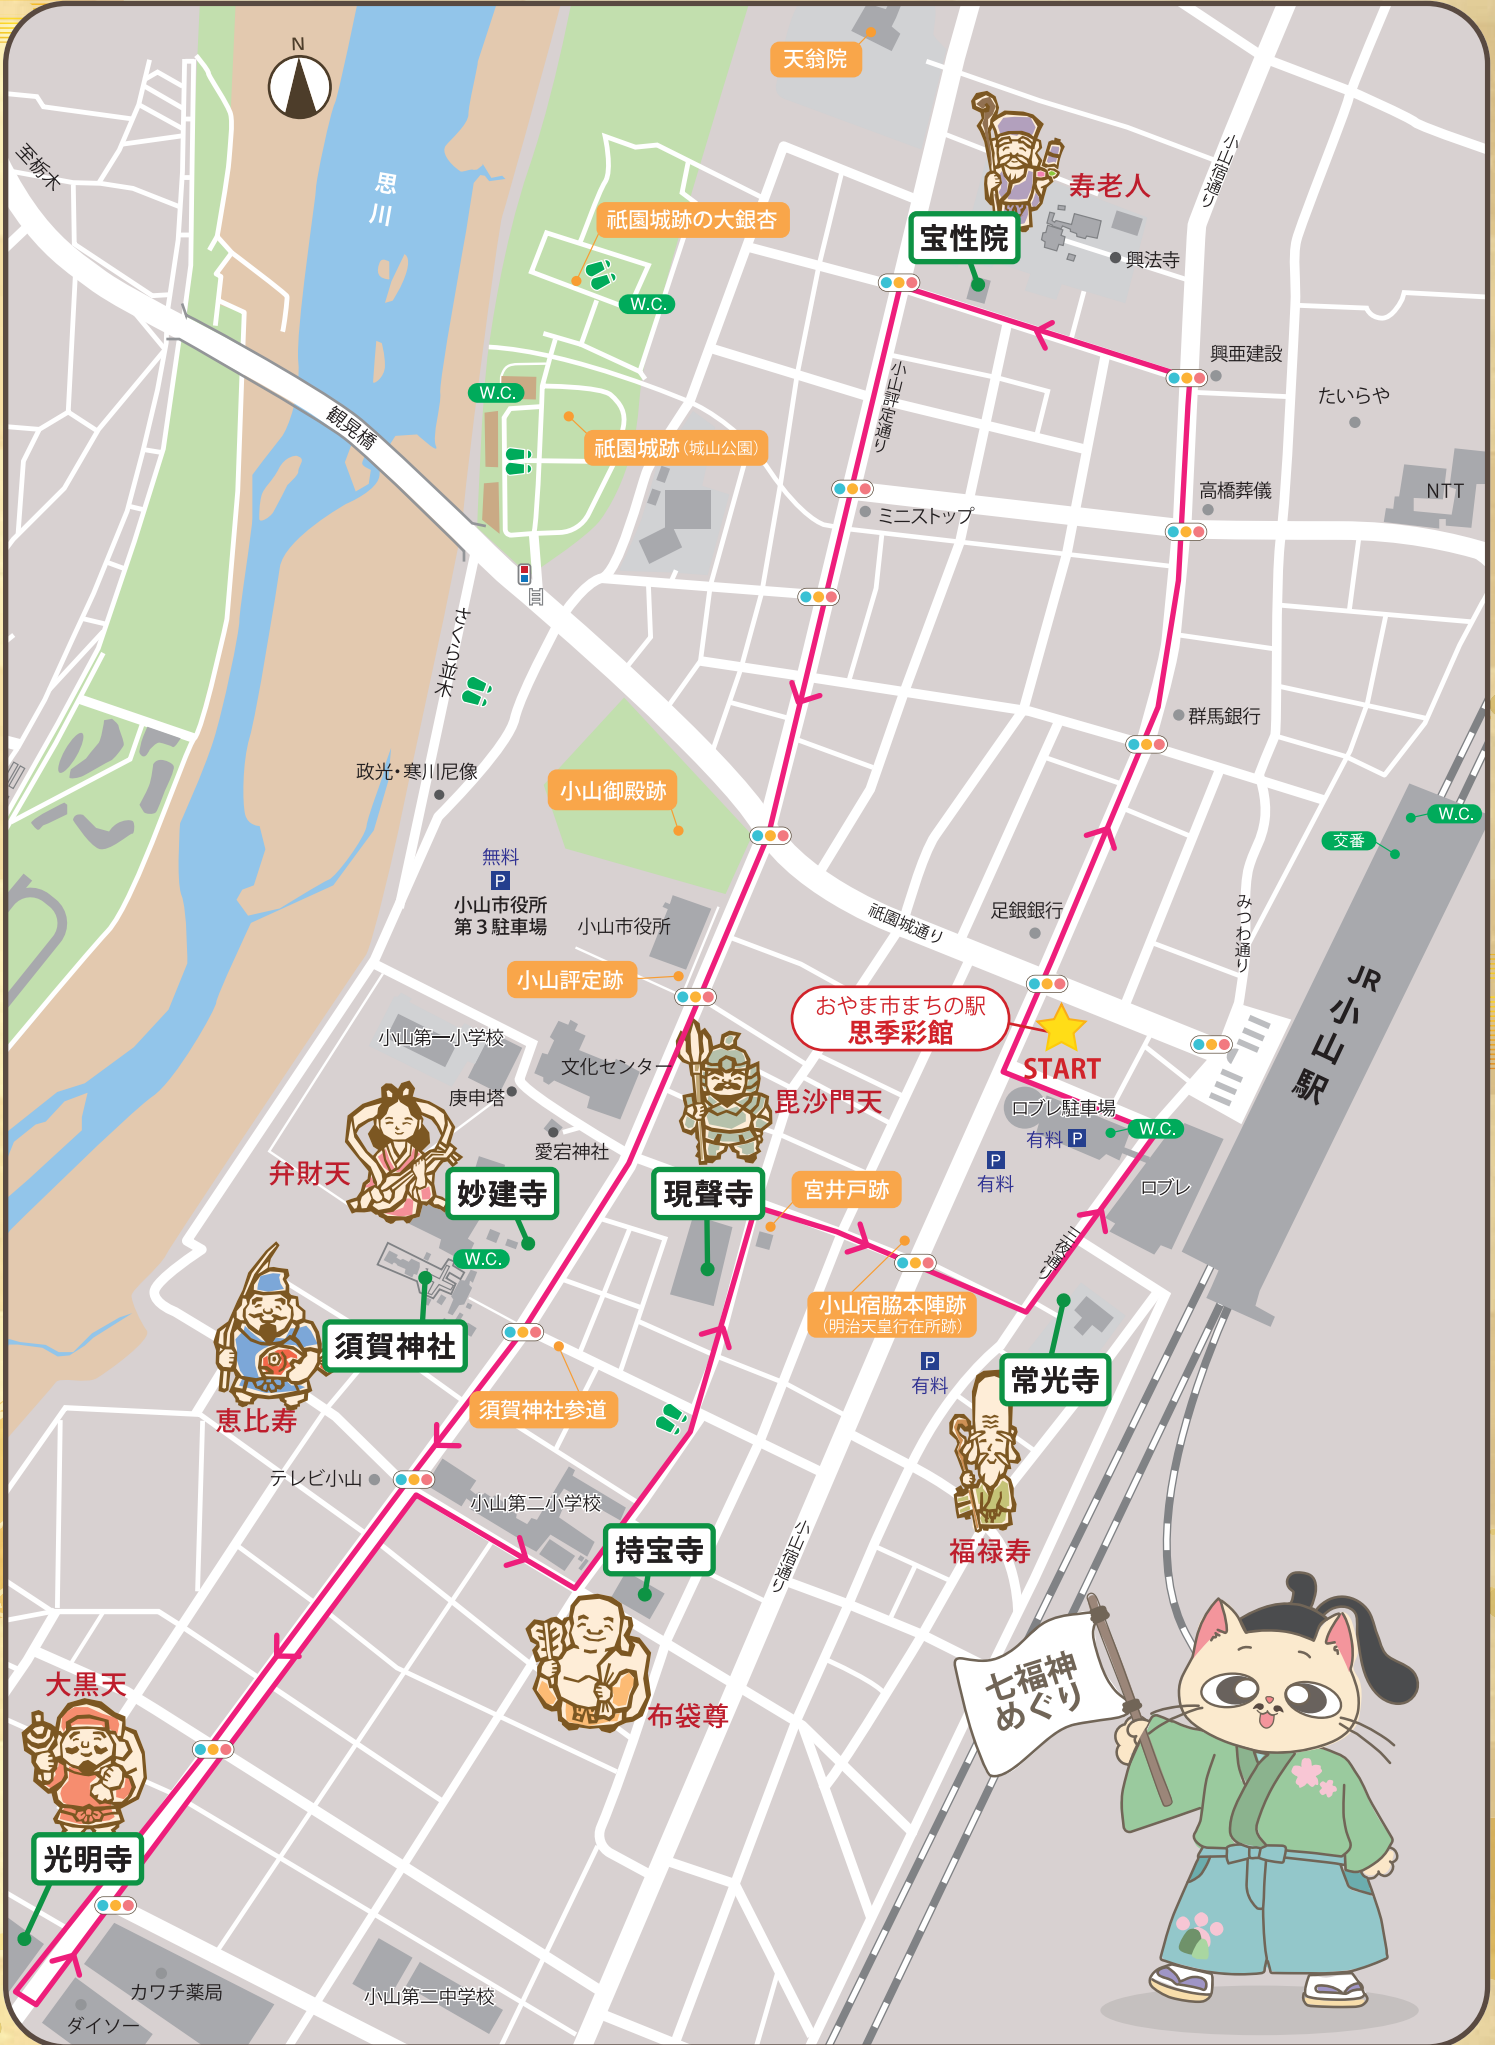 N
天翁院
至栃木
思川
小山宿通り
寿老人
祇園城跡の大銀杏
宝性院
興法寺
W.C.
興亜建設
小山評定通り
たいらや
W.C.
観晃橋
祇園城跡(城山公園)
高橋葬儀
NTT
ミニストップ
さくら並木
群馬銀行
政光・寒川尼像
小山御殿跡
W.C.
交番
無料
P
小山市役所
第3駐車場
小山市役所
足銀銀行
祇園城通り
みつわ通り
小山評定跡
JR小山駅
おやま市まちの駅
思季彩館
START
小山第一小学校
文化センター
庚申塔
毘沙門天
ロブレ駐車場
W.C.
有料 P
愛宕神社
弁財天
P
有料
妙建寺
現聲寺
宮井戸跡
ロブレ
三夜通り
W.C.
小山宿脇本陣跡
(明治天皇行在所跡)
須賀神社
P
有料
常光寺
恵比寿
須賀神社参道
テレビ小山
小山第二小学校
小山宿通り
持宝寺
福禄寿
大黒天
布袋尊
七福神
めぐり
光明寺
カワチ薬局
小山第二中学校
ダイソー